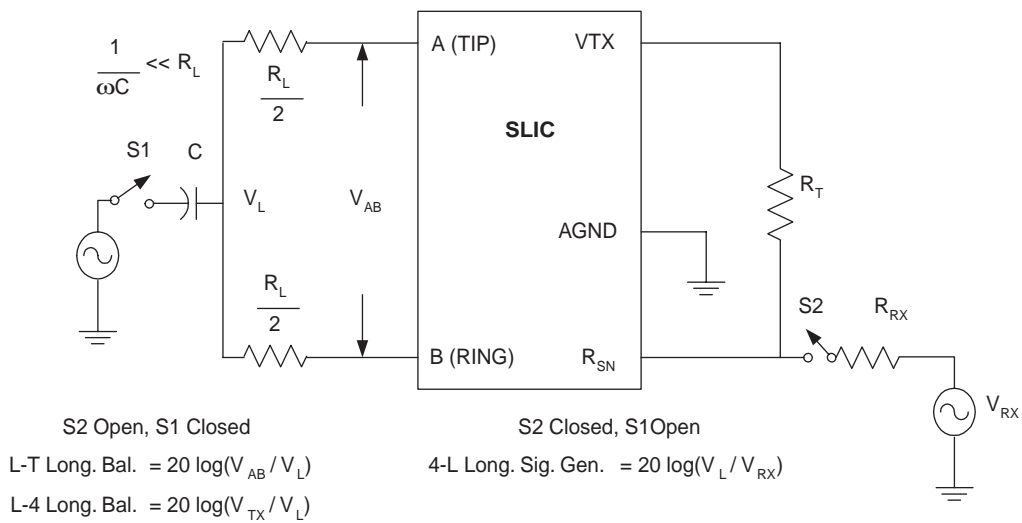 1
ωC
<< R_L
R_L
2
A (TIP)
VTX
SLIC
S1
C
V_L
V_AB
R_T
AGND
R_L
2
S2
R_RX
B (RING)
R_SN
V_RX
S2 Open, S1 Closed
S2 Closed, S1Open
L-T Long. Bal. = 20 log(V_AB / V_L)
4-L Long. Sig. Gen. = 20 log(V_L / V_RX)
L-4 Long. Bal. = 20 log(V_TX / V_L)